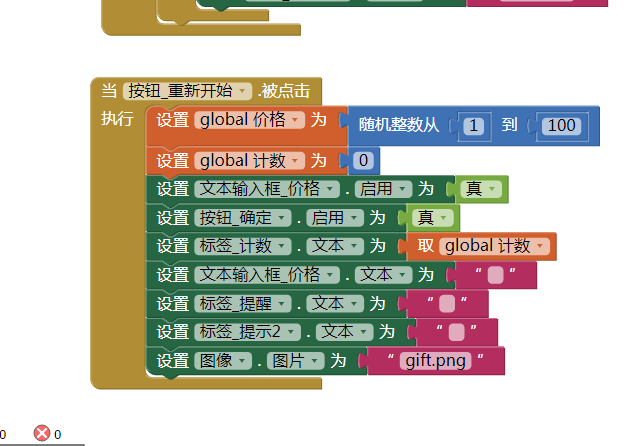 当 按钮_重新开始 .被点击
执行 设置 global 价格 为 随机整数从 1 到 100
设置 global 计数 为 0
设置 文本输入框_价格 . 启用 为 真
设置 按钮_确定 . 启用 为 真
设置 标签_计数 . 文本 为 取 global 计数
设置 文本输入框_价格 . 文本 为 “ ”
设置 标签_提醒 . 文本 为 “ ”
设置 标签_提示2 . 文本 为 “ ”
设置 图像 . 图片 为 “ gift.png ”
0 0